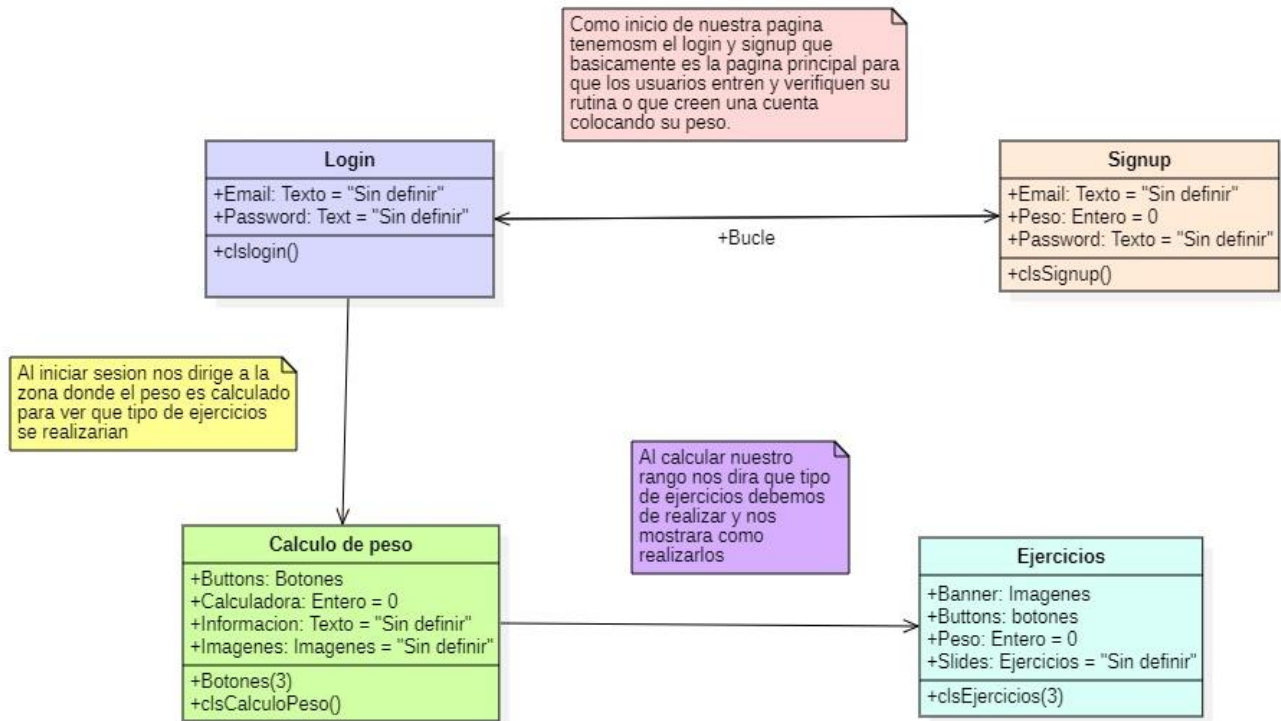 Como inicio de nuestra pagina
tenemosm el login y signup que
basicamente es la pagina principal para
que los usuarios entren y verifiquen su
rutina o que creen una cuenta
colocando su peso.
Login
+Email: Texto = "Sin definir"
+Password: Text = "Sin definir"
+clslogin()
+Bucle
Signup
+Email: Texto = "Sin definir"
+Peso: Entero = 0
+Password: Texto = "Sin definir"
+clsSignup()
Al iniciar sesion nos dirige a la
zona donde el peso es calculado
para ver que tipo de ejercicios
se realizarian
Al calcular nuestro
rango nos dira que tipo
de ejercicios debemos
de realizar y nos
mostrara como
realizarlos
Calculo de peso
+Buttons: Botones
+Calculadora: Entero = 0
+Informacion: Texto = "Sin definir"
+Imagenes: Imagenes = "Sin definir"
+Botones(3)
+clsCalculoPeso()
Ejercicios
+Banner: Imagenes
+Buttons: botones
+Peso: Entero = 0
+Slides: Ejercicios = "Sin definir"
+clsEjercicios(3)